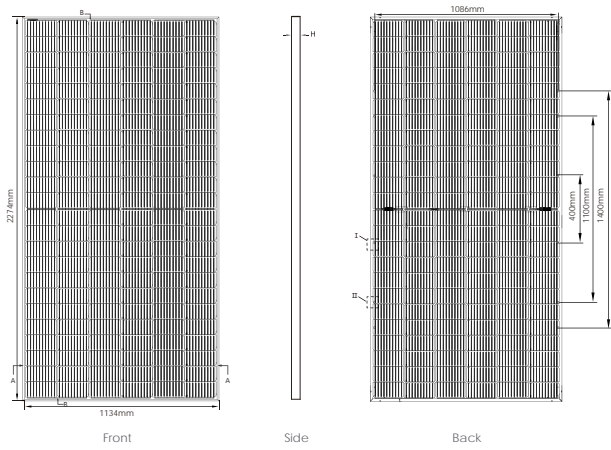 B
2274mm
A
A
B
1134mm
Front
H
Side
1086mm
I
II
400mm
1100mm
1400mm
Back